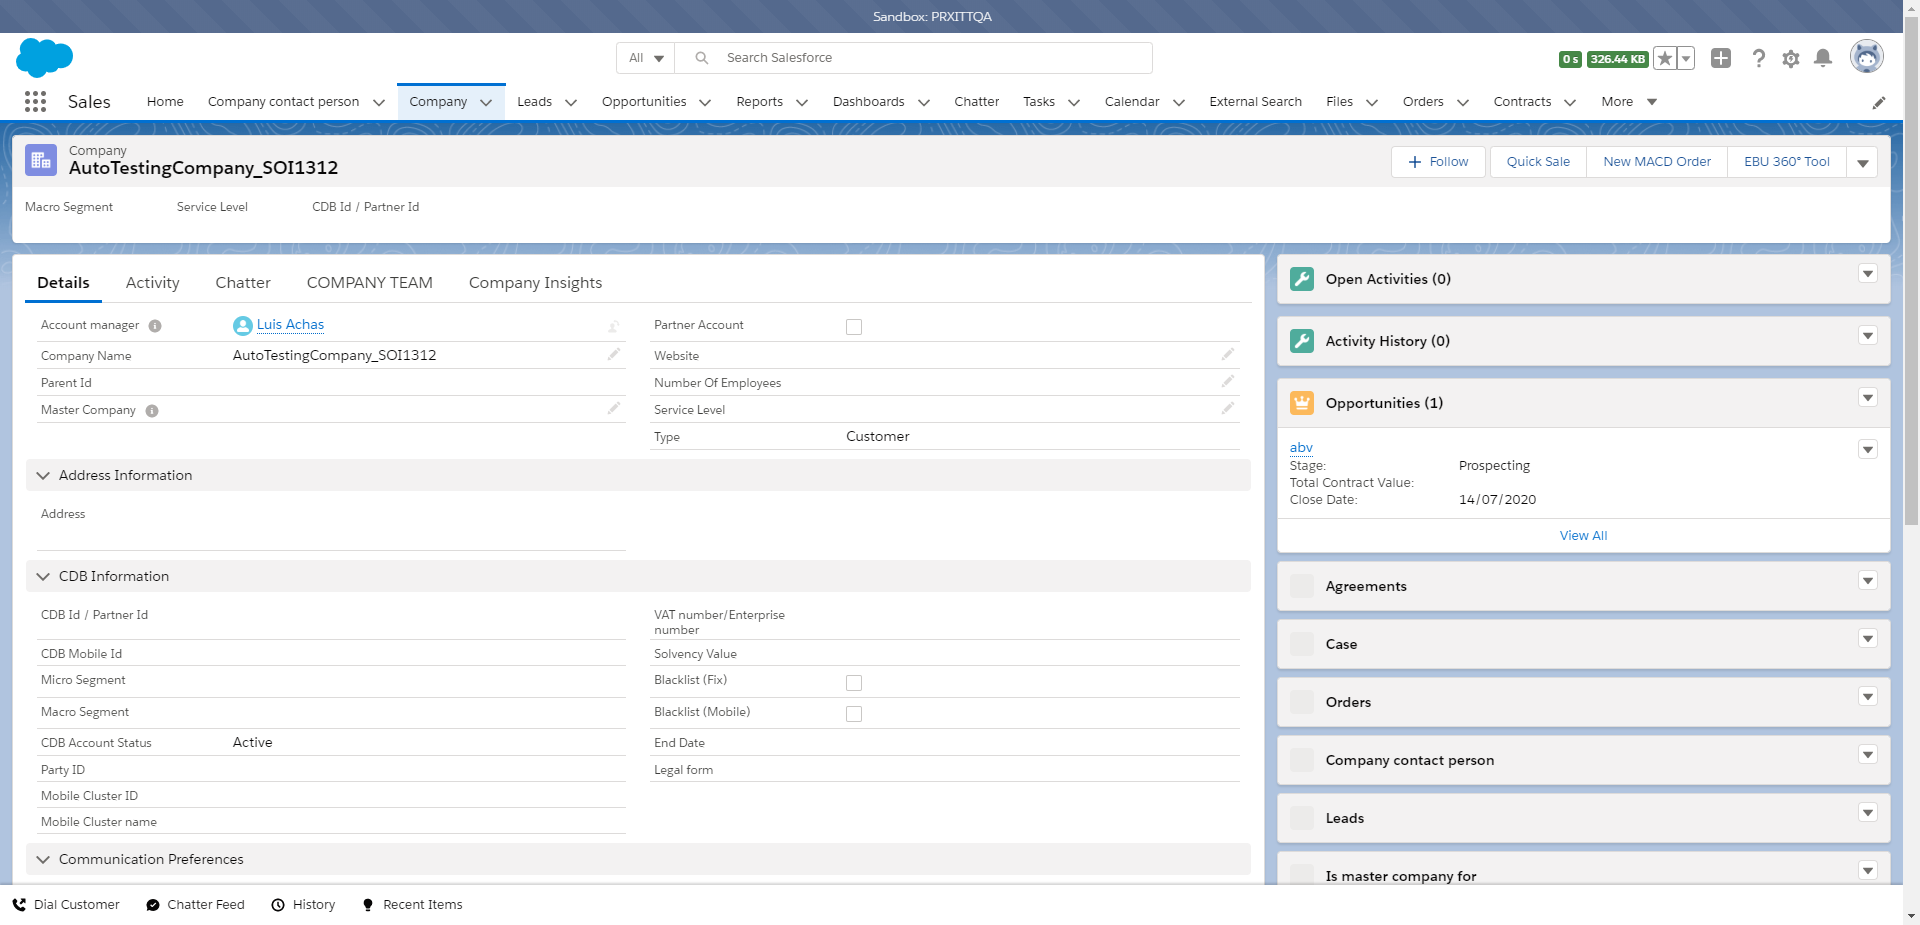 Sandbox: PRXITTQA
All
Search Salesforce
0 s
326.44 KB
Sales
Home
Company contact person
Company
Leads
Opportunities
Reports
Dashboards
Chatter
Tasks
Calendar
External Search
Files
Orders
Contracts
More
Company
AutoTestingCompany_SOI1312
Follow
Quick Sale
New MACD Order
EBU 360° Tool
Macro Segment
Service Level
CDB Id / Partner Id
Details
Activity
Chatter
COMPANY TEAM
Company Insights
Account manager
Luis Achas
Company Name
AutoTestingCompany_SOI1312
Parent Id
Master Company
Partner Account
Website
Number Of Employees
Service Level
Type
Customer
Address Information
Address
CDB Information
CDB Id / Partner Id
CDB Mobile Id
Micro Segment
Macro Segment
CDB Account Status
Active
Party ID
Mobile Cluster ID
Mobile Cluster name
VAT number/Enterprise
number
Solvency Value
Blacklist (Fix)
Blacklist (Mobile)
End Date
Legal form
Communication Preferences
Open Activities (0)
Activity History (0)
Opportunities (1)
abv
Stage:
Prospecting
Total Contract Value:
Close Date:
14/07/2020
View All
Agreements
Case
Orders
Company contact person
Leads
Is master company for
Dial Customer
Chatter Feed
History
Recent Items